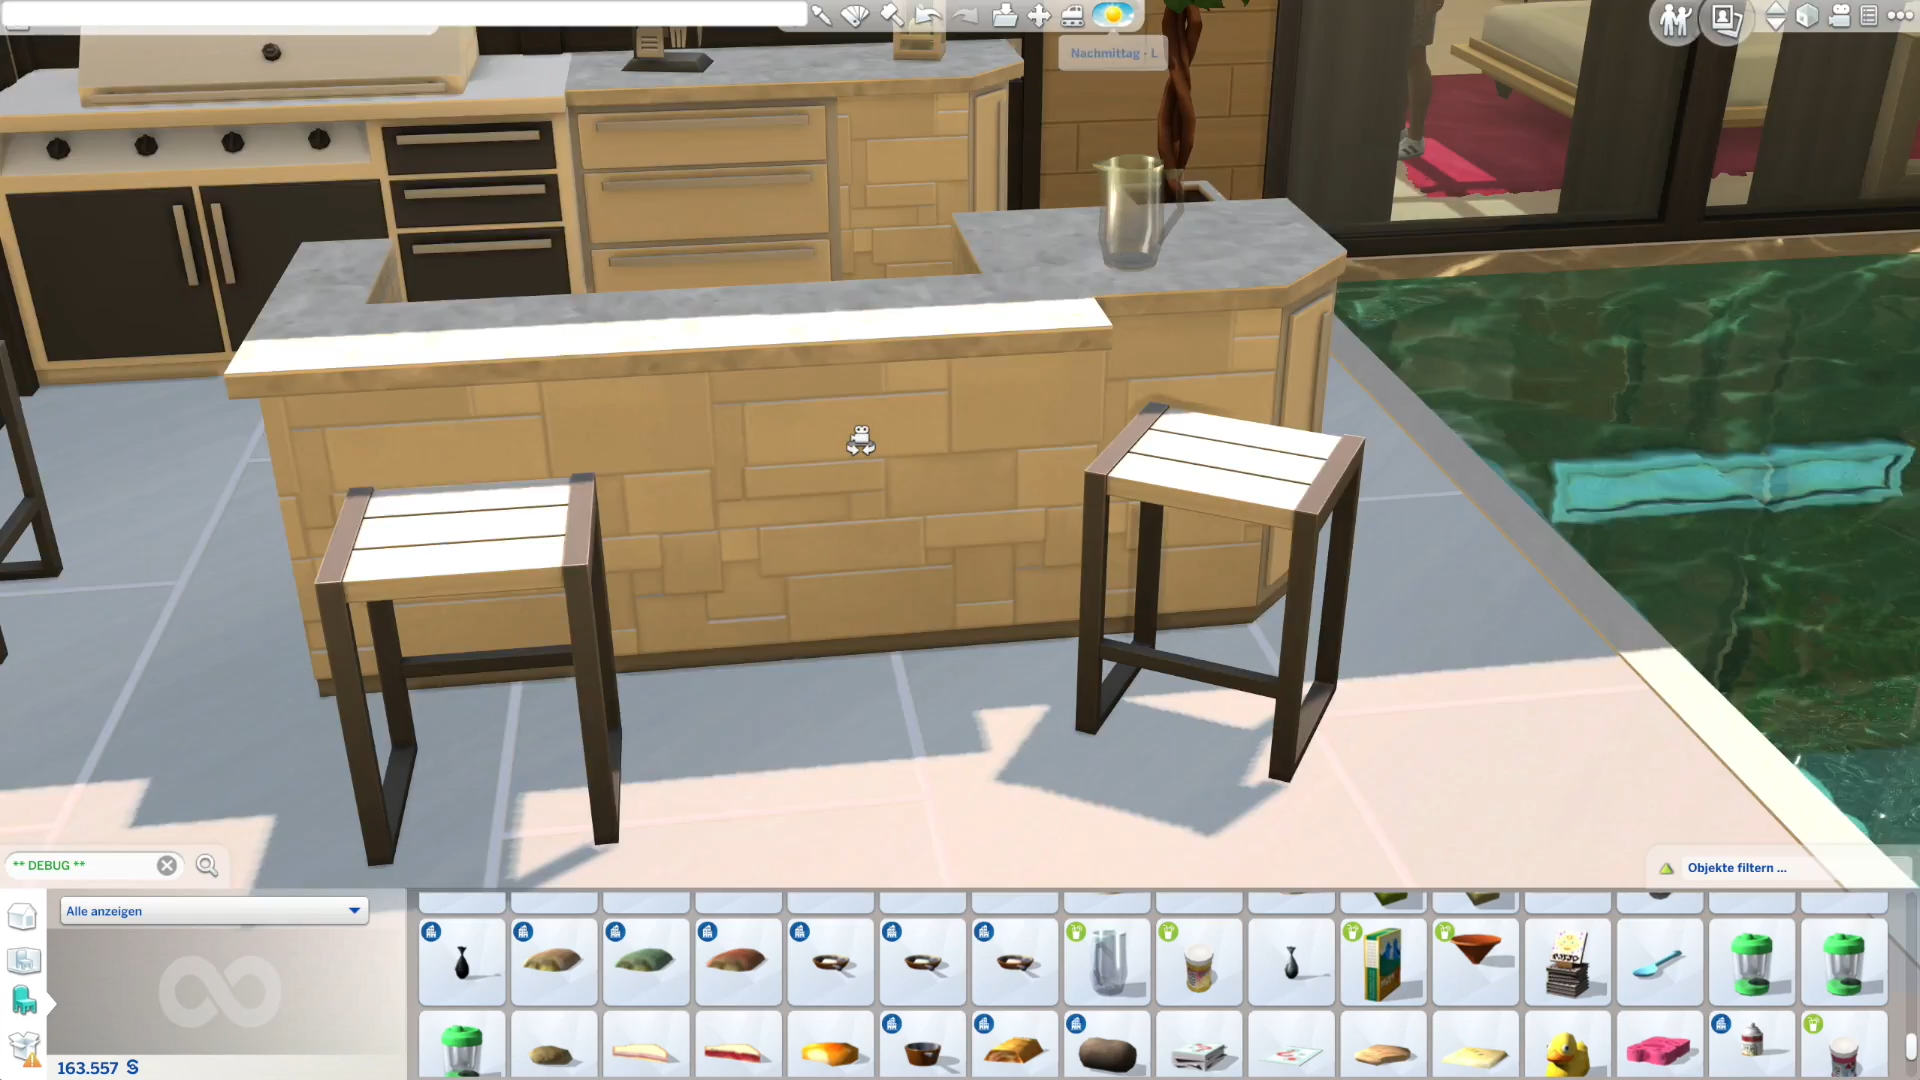 Nachmittag - L
** DEBUG **
Objekte filtern ...
Alle anzeigen
163.557 S